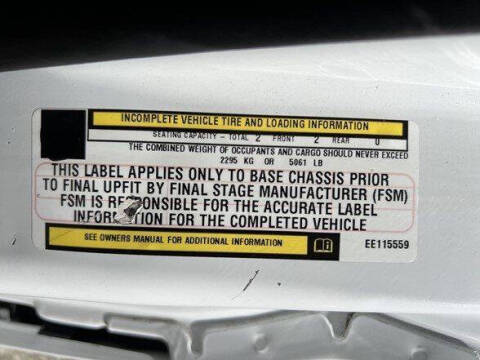 INCOMPLETE VEHICLE TIRE AND LOADING INFORMATION
SEATING CAPACITY - TOTAL 2 FRONT 2 REAR 0
THE COMBINED WEIGHT OF OCCUPANTS AND CARGO SHOULD NEVER EXCEED
2295 KG OR 5061 LB
THIS LABEL APPLIES ONLY TO BASE CHASSIS PRIOR
TO FINAL UPFIT BY FINAL STAGE MANUFACTURER (FSM)
FSM IS RESPONSIBLE FOR THE ACCURATE LABEL
INFORMATION FOR THE COMPLETED VEHICLE
SEE OWNERS MANUAL FOR ADDITIONAL INFORMATION EE115559